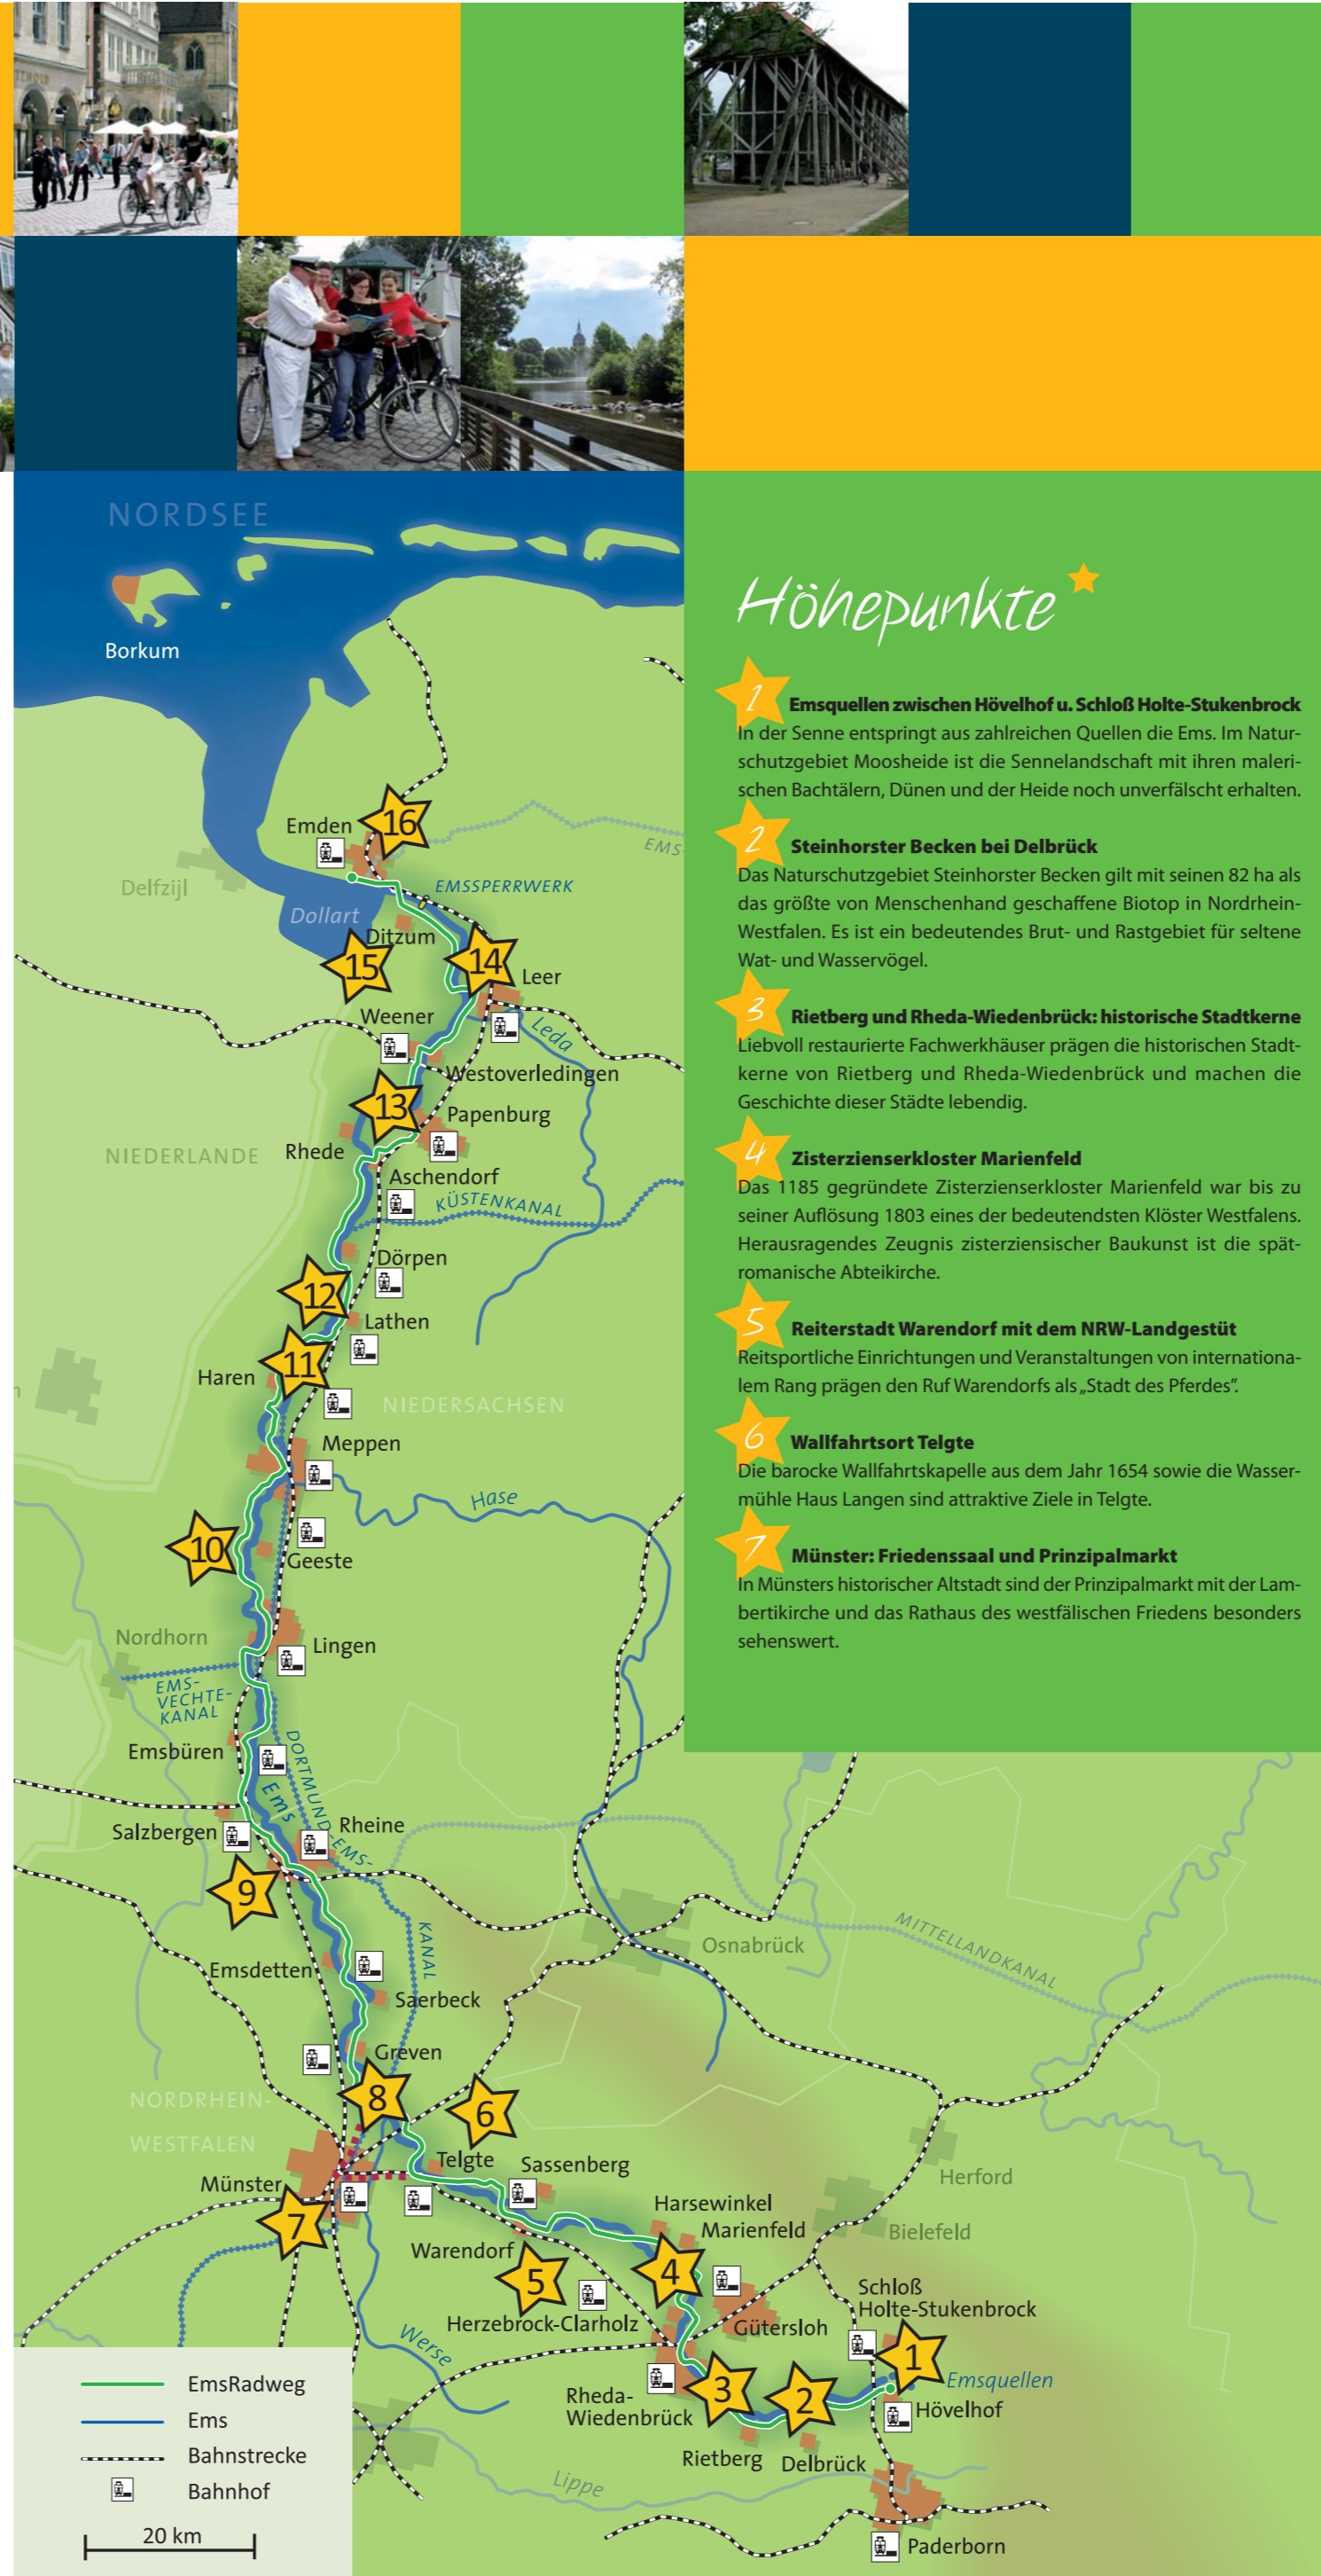 NORDSEE
Borkum
Emden
16
EMS-
Delfzijl
EMSSPERRWERK
Dollart
Ditzum
15
14
Leer
Weener
Leda
Westoverledingen
13
Papenburg
NIEDERLANDE
Rhede
Aschendorf
KÜSTENKANAL
Dörpen
12
Lathen
11
Haren
NIEDERSACHSEN
Meppen
Hase
10
Geeste
Nordhorn
Lingen
EMS-
VECHTE-
KANAL
Emsbüren
DORTMUND-EMS-
KANAL
Ems
Salzbergen
Rheine
9
MITTELLANDKANAL
Osnabrück
Emsdetten
Saerbeck
Greven
8
6
NORDRHEIN-
WESTFALEN
Telgte
Sassenberg
Münster
7
Herford
Harsewinkel
Marienfeld
Bielefeld
Warendorf
5
4
Schloß
Holte-Stukenbrock
Herzebrock-Clarholz
Gütersloh
Werse
1
Emsquellen
3
2
Rheda-
Wiedenbrück
Hövelhof
Rietberg
Delbrück
Lippe
Paderborn
EmsRadweg
Ems
Bahnstrecke
Bahnhof
20 km
Höhepunkte
1
Emsquellen zwischen Hövelhof u. Schloß Holte-Stukenbrock
In der Senne entspringt aus zahlreichen Quellen die Ems. Im Natur-
schutzgebiet Moosheide ist die Sennelandschaft mit ihren maleri-
schen Bachtälern, Dünen und der Heide noch unverfälscht erhalten.
2
Steinhorster Becken bei Delbrück
Das Naturschutzgebiet Steinhorster Becken gilt mit seinen 82 ha als
das größte von Menschenhand geschaffene Biotop in Nordrhein-
Westfalen. Es ist ein bedeutendes Brut- und Rastgebiet für seltene
Wat- und Wasservögel.
3
Rietberg und Rheda-Wiedenbrück: historische Stadtkerne
Liebvoll restaurierte Fachwerkhäuser prägen die historischen Stadt-
kerne von Rietberg und Rheda-Wiedenbrück und machen die
Geschichte dieser Städte lebendig.
4
Zisterzienserkloster Marienfeld
Das 1185 gegründete Zisterzienserkloster Marienfeld war bis zu
seiner Auflösung 1803 eines der bedeutendsten Klöster Westfalens.
Herausragendes Zeugnis zisterziensischer Baukunst ist die spät-
romanische Abteikirche.
5
Reiterstadt Warendorf mit dem NRW-Landgestüt
Reitsportliche Einrichtungen und Veranstaltungen von internationa-
lem Rang prägen den Ruf Warendorfs als „Stadt des Pferdes”.
6
Wallfahrtsort Telgte
Die barocke Wallfahrtskapelle aus dem Jahr 1654 sowie die Wasser-
mühle Haus Langen sind attraktive Ziele in Telgte.
7
Münster: Friedenssaal und Prinzipalmarkt
In Münsters historischer Altstadt sind der Prinzipalmarkt mit der Lam-
bertikirche und das Rathaus des westfälischen Friedens besonders
sehenswert.